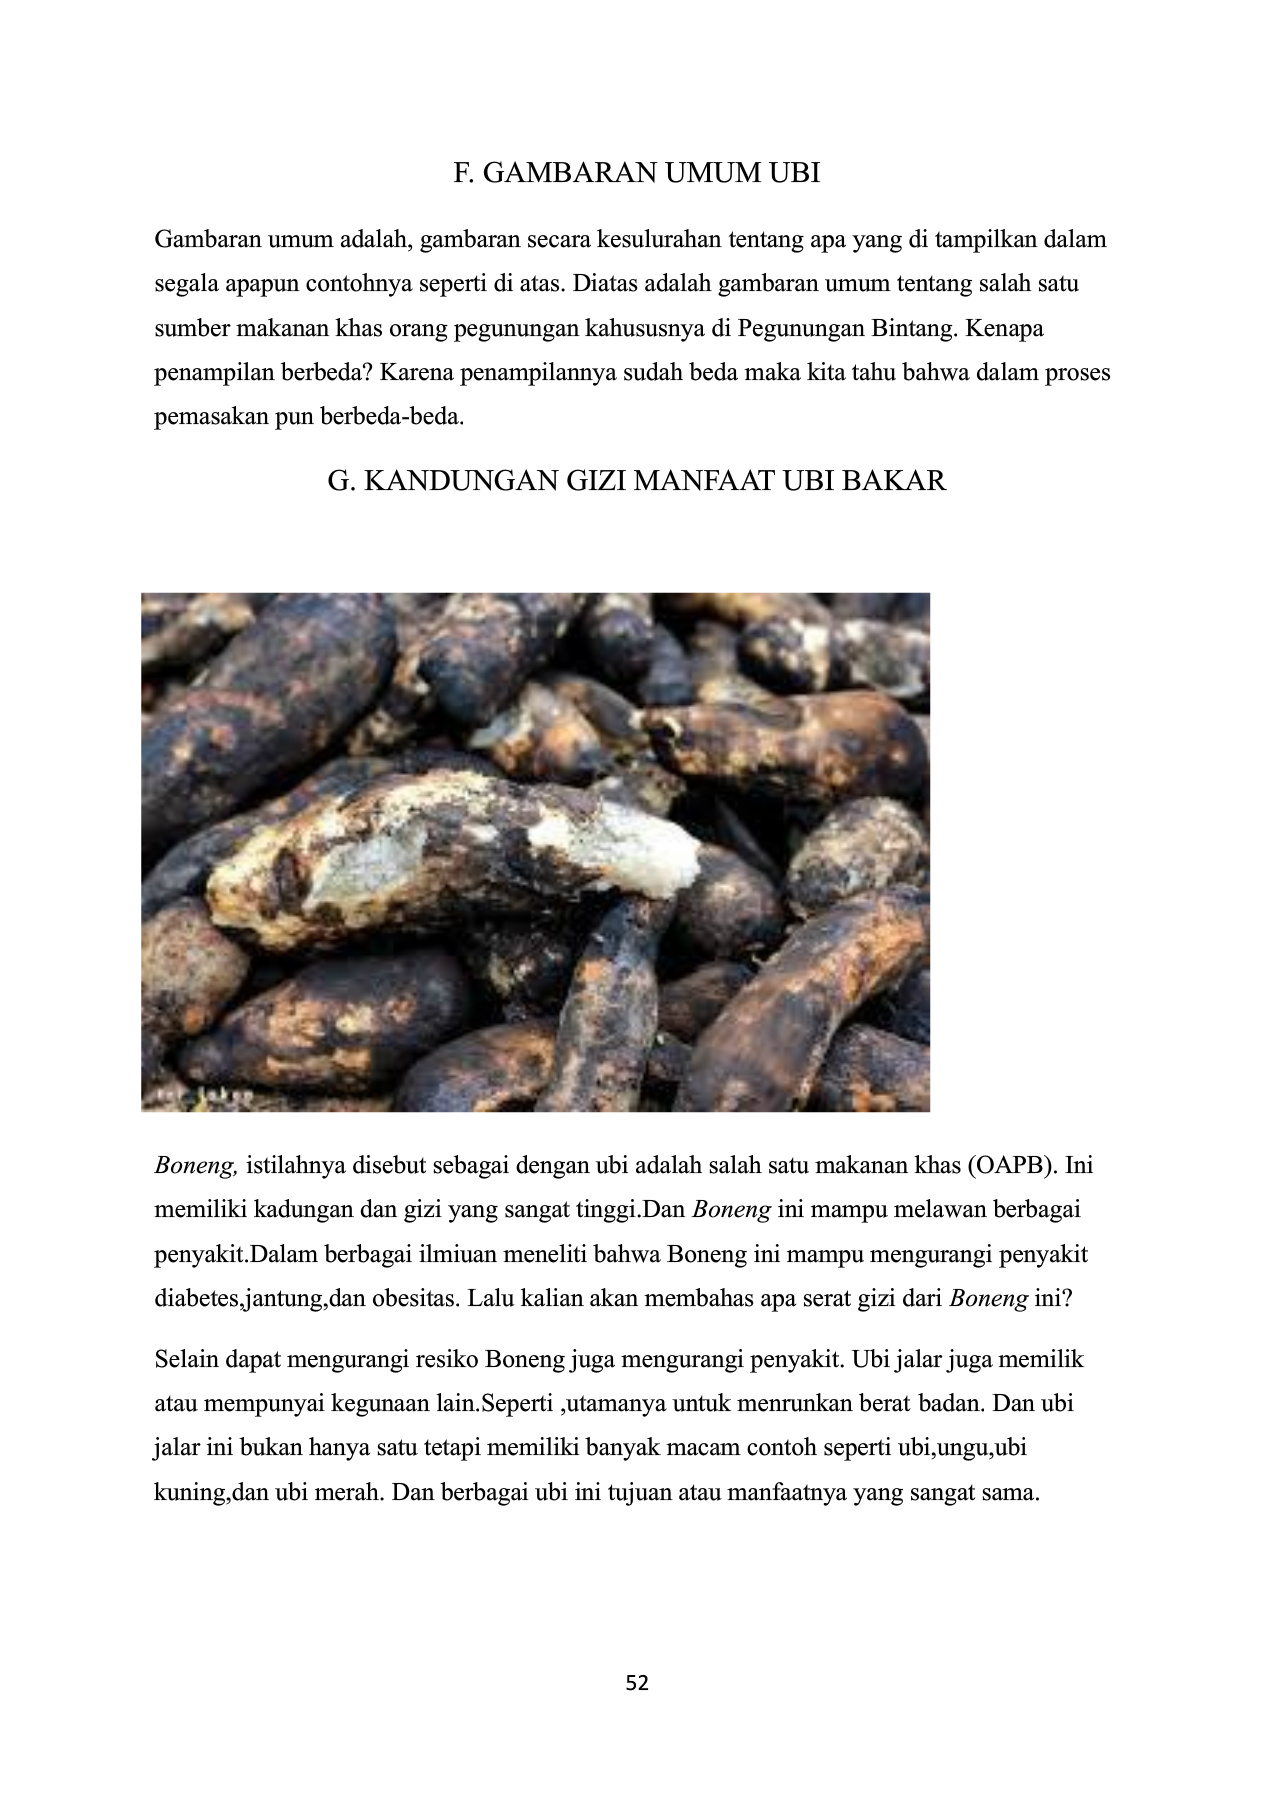 F. GAMBARAN UMUM UBI
Gambaran umum adalah, gambaran secara kesulurahan tentang apa yang di tampilkan dalam
segala apapun contohnya seperti di atas. Diatas adalah gambaran umum tentang salah satu
sumber makanan khas orang pegunungan kahususnya di Pegunungan Bintang. Kenapa
penampilan berbeda? Karena penampilannya sudah beda maka kita tahu bahwa dalam proses
pemasakan pun berbeda-beda.
G. KANDUNGAN GIZI MANFAAT UBI BAKAR
Boneng, istilahnya disebut sebagai dengan ubi adalah salah satu makanan khas (OAPB). Ini
memiliki kadungan dan gizi yang sangat tinggi.Dan Boneng ini mampu melawan berbagai
penyakit.Dalam berbagai ilmiuan meneliti bahwa Boneng ini mampu mengurangi penyakit
diabetes,jantung,dan obesitas. Lalu kalian akan membahas apa serat gizi dari Boneng ini?
Selain dapat mengurangi resiko Boneng juga mengurangi penyakit. Ubi jalar juga memilik
atau mempunyai kegunaan lain.Seperti ,utamanya untuk menrunkan berat badan. Dan ubi
jalar ini bukan hanya satu tetapi memiliki banyak macam contoh seperti ubi,ungu,ubi
kuning,dan ubi merah. Dan berbagai ubi ini tujuan atau manfaatnya yang sangat sama.
52